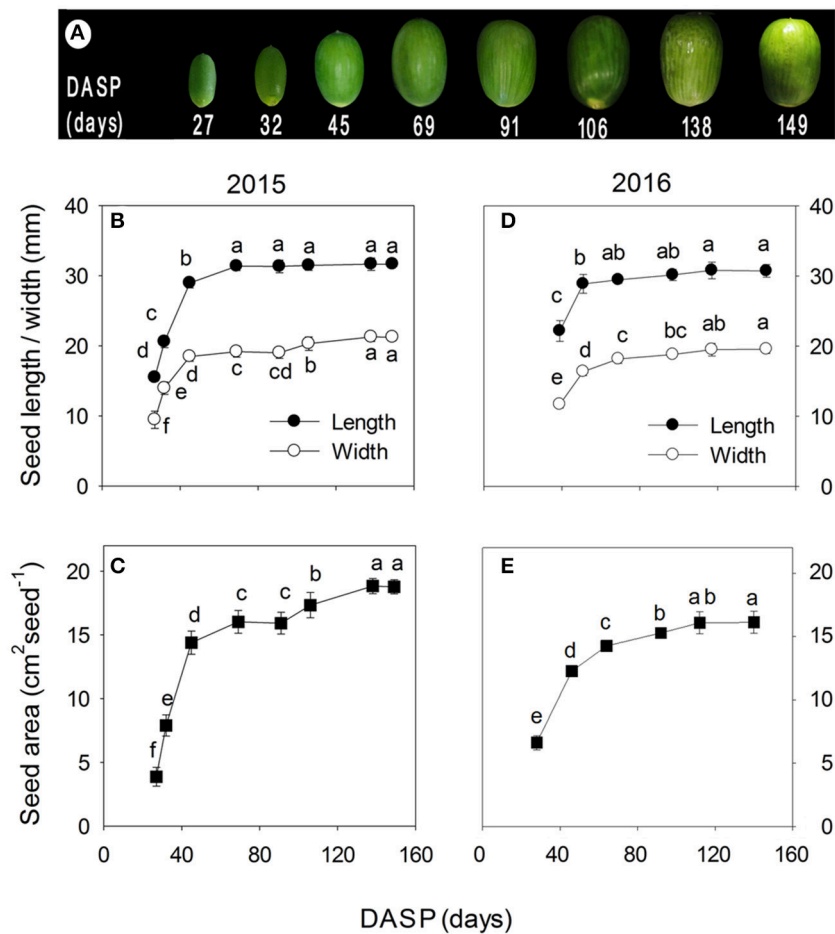 A
DASP
(days) 27 32 45 69 91 106 138 149
2015 2016
B
Seed length / width (mm)
40
30
20
10
0
d c b a a a a a
f e d c cd b a a
Length
Width
D
40
30
20
10
0
c b ab ab a a
e d c bc ab a
Length
Width
C
Seed area (cm²seed⁻¹)
20
15
10
5
0
f e d c c b a a
0 40 80 120 160
E
20
15
10
5
0
e d c b a b a
0 40 80 120 160
DASP (days)